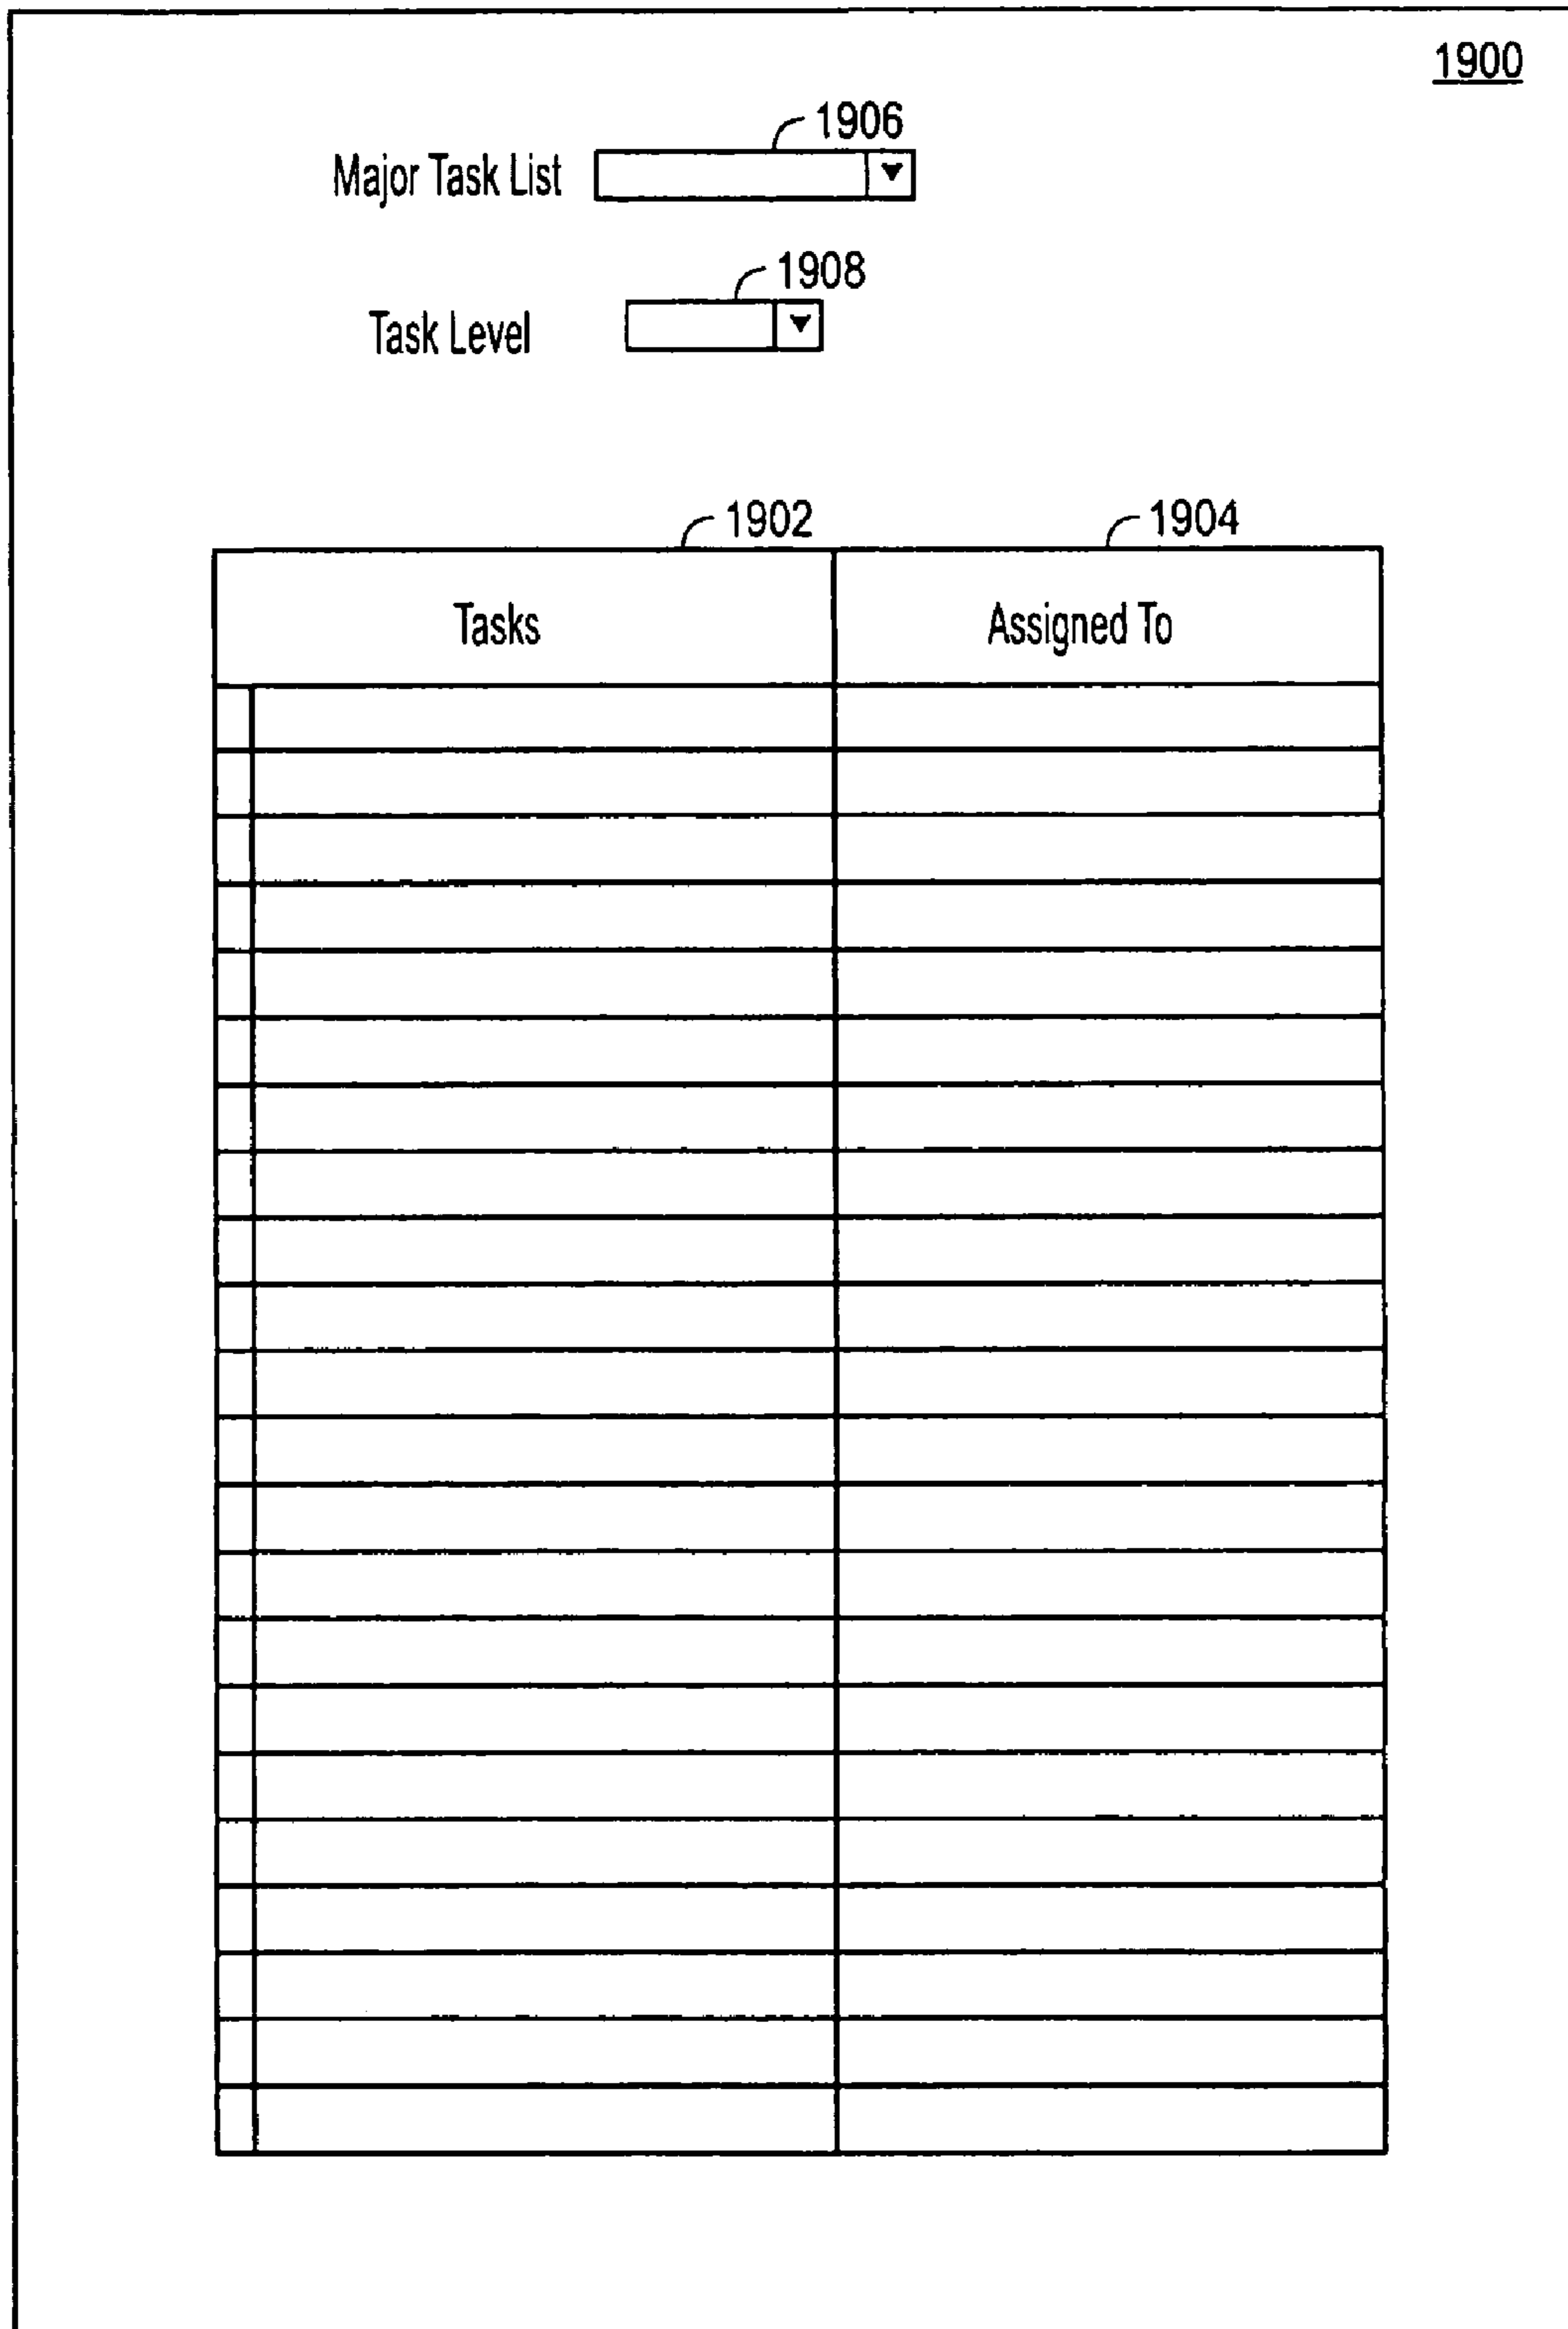 1900
1906
Major Task List
1908
Task Level
1902
1904
Tasks
Assigned To